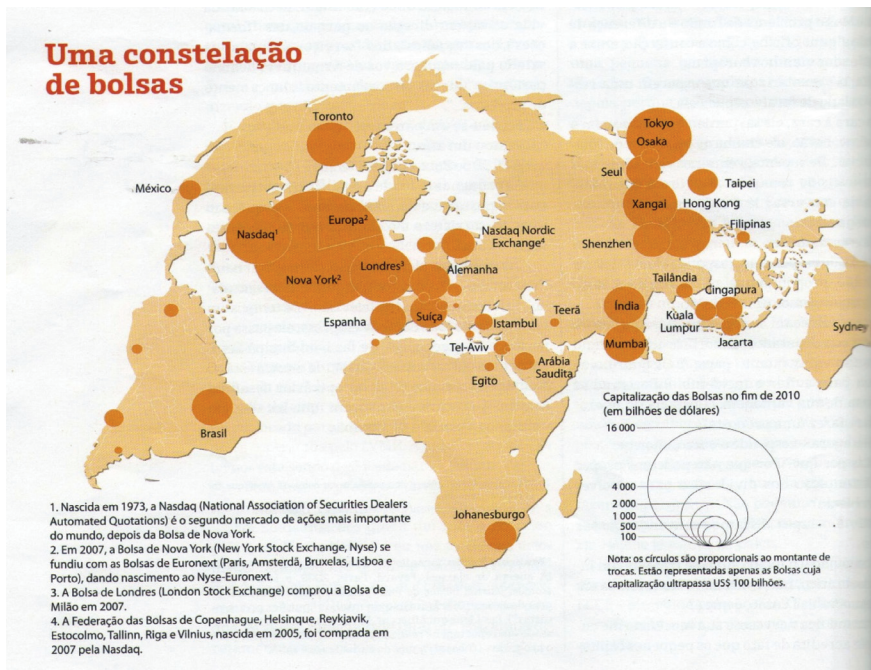 Uma constelação
de bolsas
Toronto
México
Nasdaq¹
Europa²
Nova York²
Londres³
Nasdaq Nordic
Exchange⁴
Alemanha
Espanha
Suíça
Istambul
Teerã
Tel-Aviv
Egito
Arábia
Saudita
Tokyo
Osaka
Seul
Taipei
Xangai
Hong Kong
Filipinas
Shenzhen
Tailândia
Cingapura
Índia
Kuala
Lumpur
Mumbai
Jacarta
Sydney
Brasil
Johanesburgo
Capitalização das Bolsas no fim de 2010
(em bilhões de dólares)
16 000
4 000
2 000
1 000
500
100
Nota: os círculos são proporcionais ao montante de
trocas. Estão representadas apenas as Bolsas cuja
capitalização ultrapassa US$ 100 bilhões.
1. Nascida em 1973, a Nasdaq (National Association of Securities Dealers
Automated Quotations) é o segundo mercado de ações mais importante
do mundo, depois da Bolsa de Nova York.
2. Em 2007, a Bolsa de Nova York (New York Stock Exchange, Nyse) se
fundiu com as Bolsas de Euronext (Paris, Amsterdã, Bruxelas, Lisboa e
Porto), dando nascimento ao Nyse-Euronext.
3. A Bolsa de Londres (London Stock Exchange) comprou a Bolsa de
Milão em 2007.
4. A Federação das Bolsas de Copenhague, Helsinque, Reykjavik,
Estocolmo, Tallinn, Riga e Vilnius, nascida em 2005, foi comprada em
2007 pela Nasdaq.